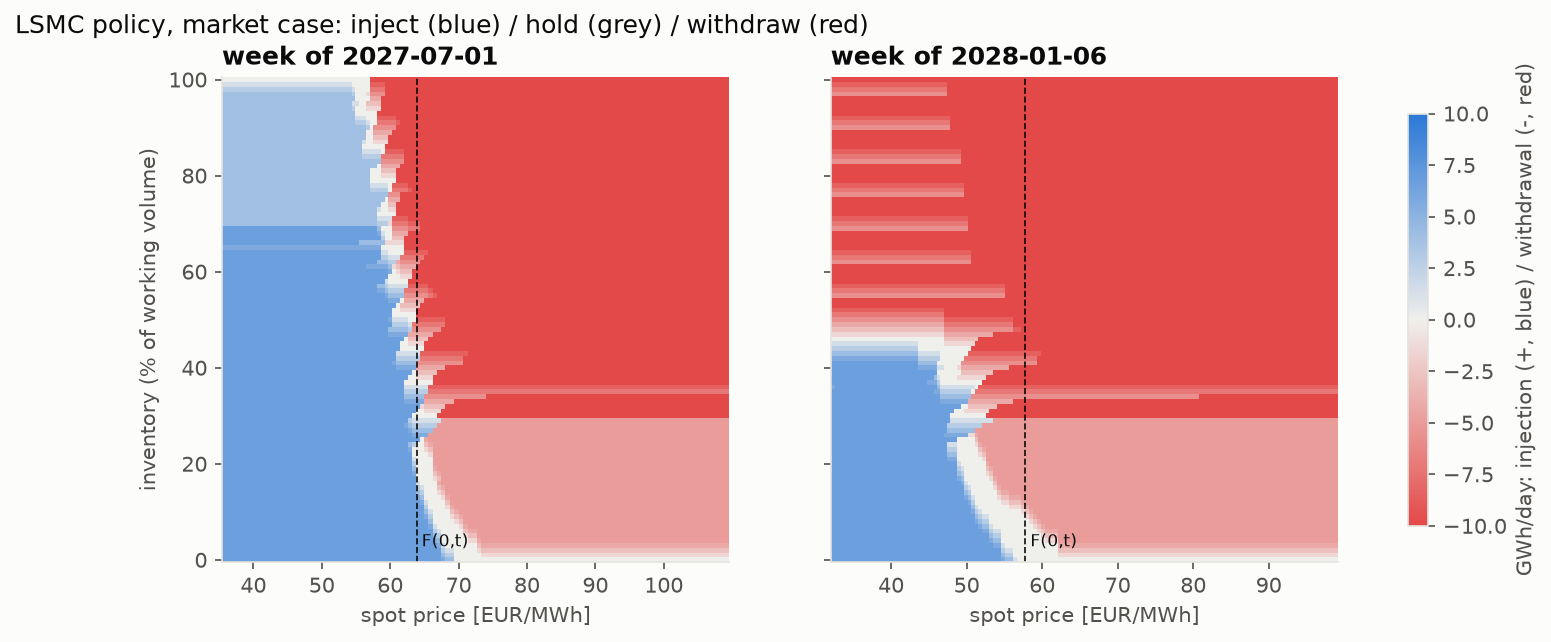 LSMC policy, market case: inject (blue) / hold (grey) / withdraw (red)
week of 2027-07-01
week of 2028-01-06
100
80
60
40
20
0
inventory (% of working volume)
F(0,t)
40 50 60 70 80 90 100
spot price [EUR/MWh]
F(0,t)
40 50 60 70 80 90
spot price [EUR/MWh]
10.0
7.5
5.0
2.5
0.0
−2.5
−5.0
−7.5
−10.0
GWh/day: injection (+, blue) / withdrawal (-, red)